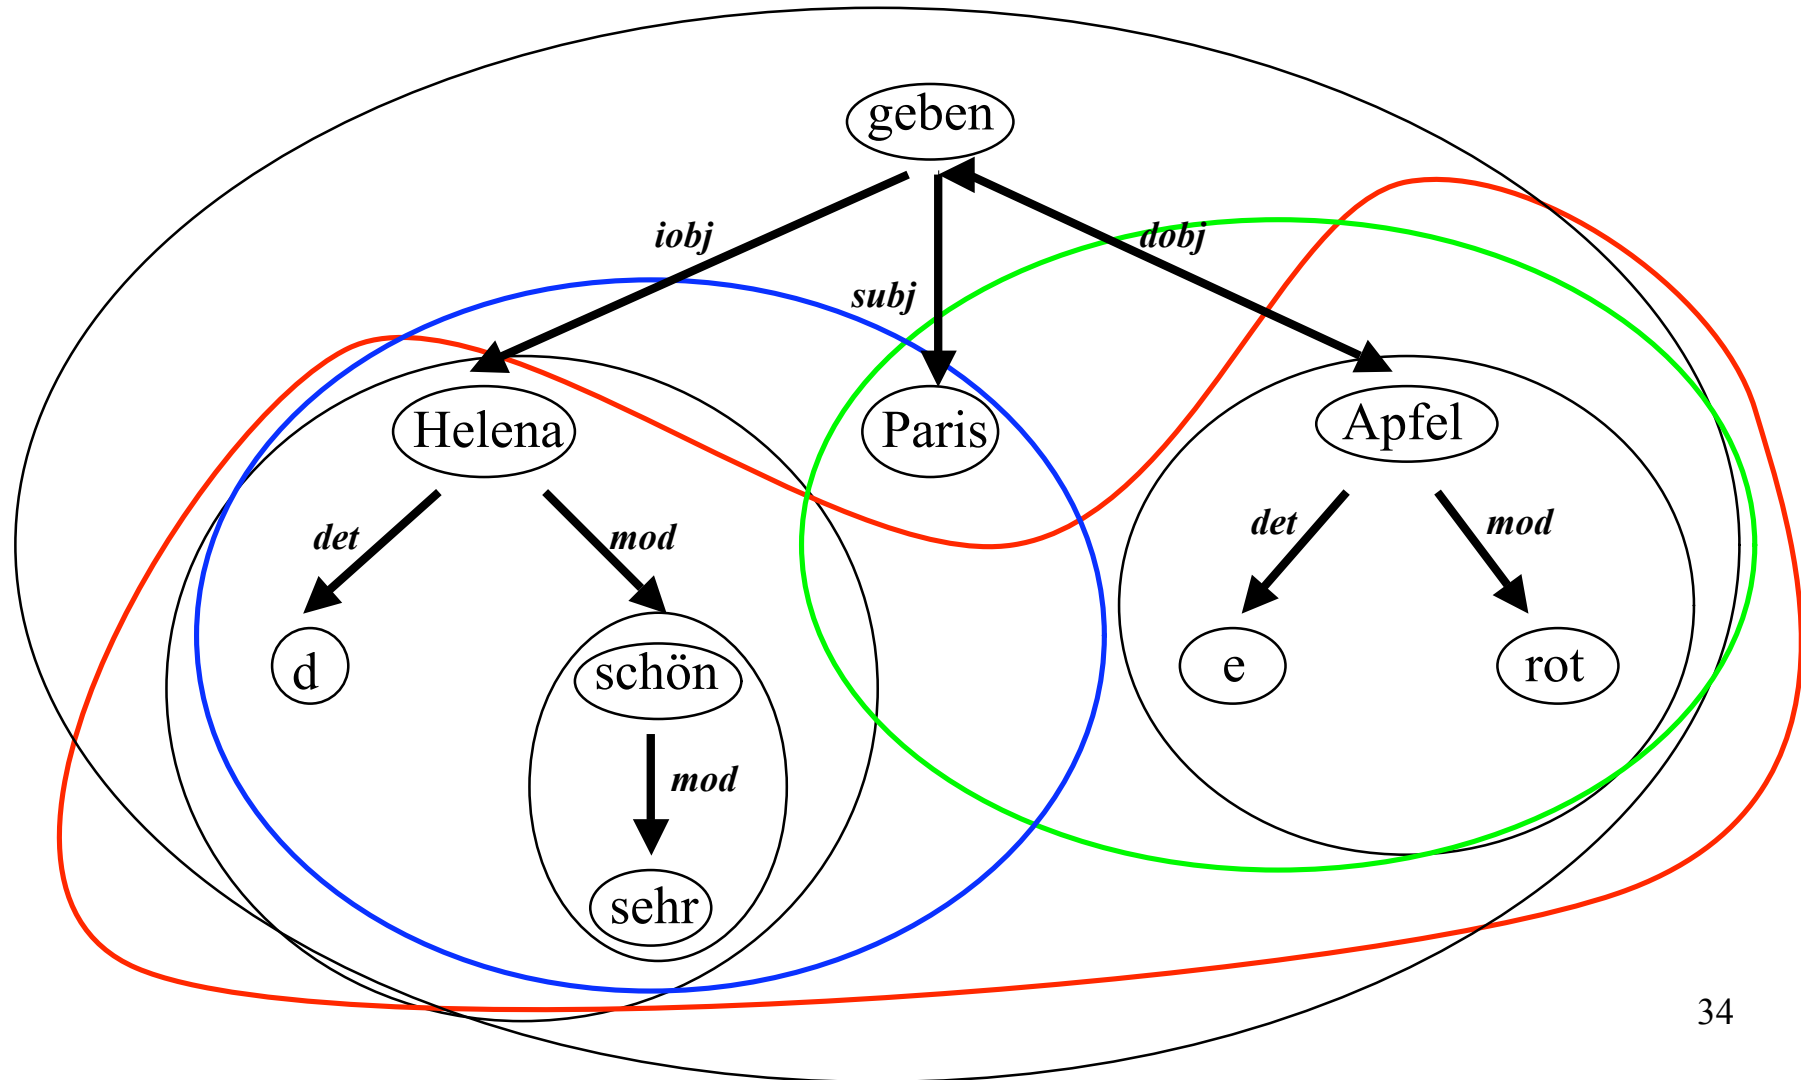 geben
iobj
dobj
subj
Helena
Paris
Apfel
det
mod
det
mod
d
schön
e
rot
mod
sehr
34